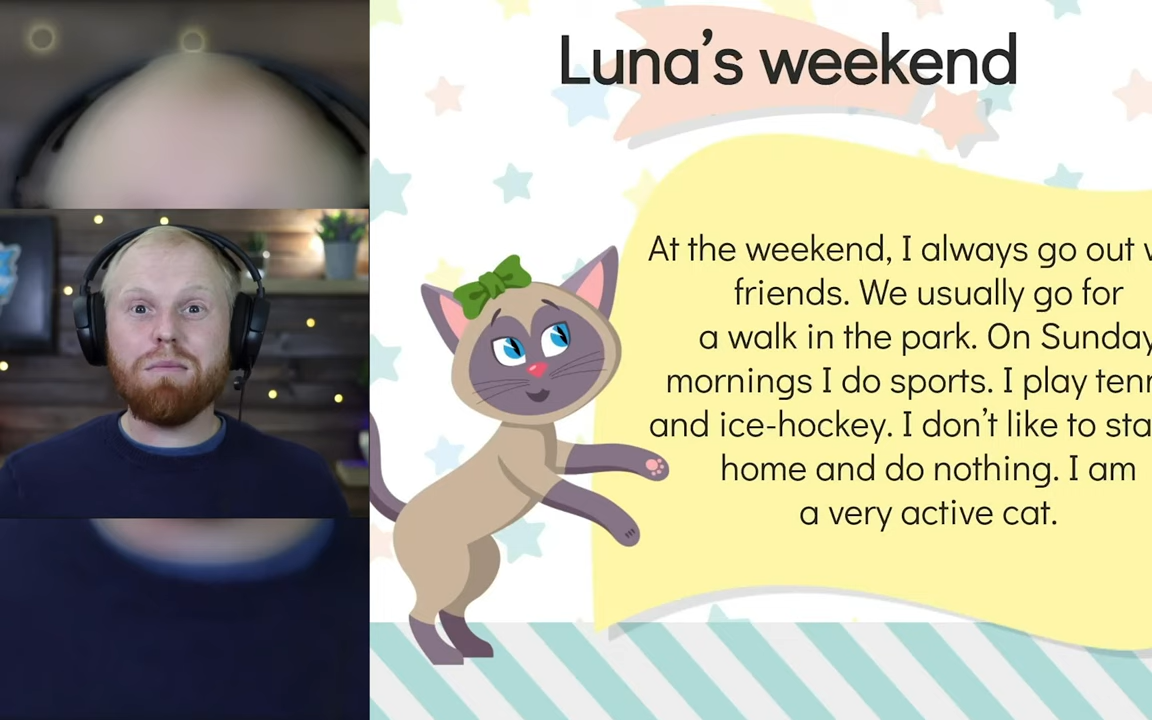 Luna's weekend
At the weekend, I always go out
friends. We usually go for
a walk in the park. On Sunday
mornings I do sports. I play
and ice-hockey. I don't like to
home and do nothing. I am
a very active cat.